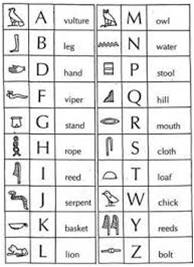 A vulture
B leg
D hand
F viper
G stand
H rope
I reed
J serpent
K basket
L lion
M owl
N water
P stool
Q hill
R mouth
S cloth
T loaf
W chick
Y reeds
Z bolt